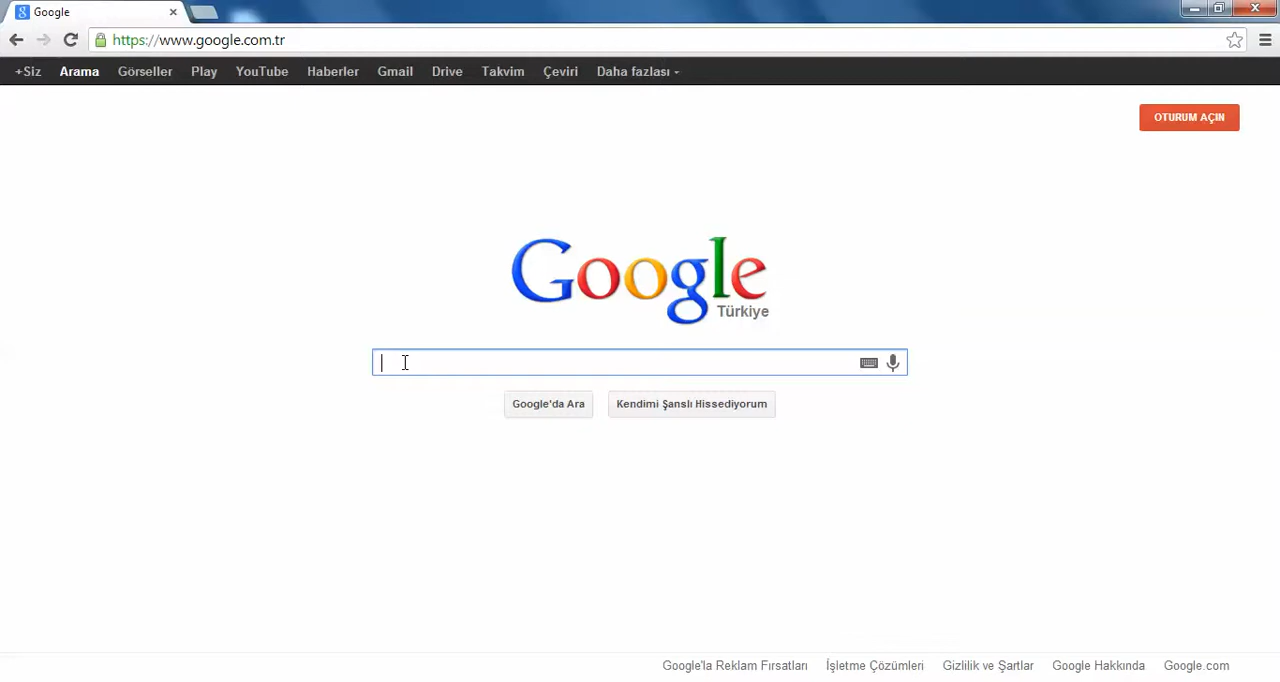 Google
https://www.google.com.tr
+Siz Arama Görseller Play YouTube Haberler Gmail Drive Takvim Çeviri Daha fazlası
OTURUM AÇIN
Google
Türkiye
Google'da Ara Kendimi Şanslı Hissediyorum
Google'la Reklam Fırsatları İşletme Çözümleri Gizlilik ve Şartlar Google Hakkında Google.com